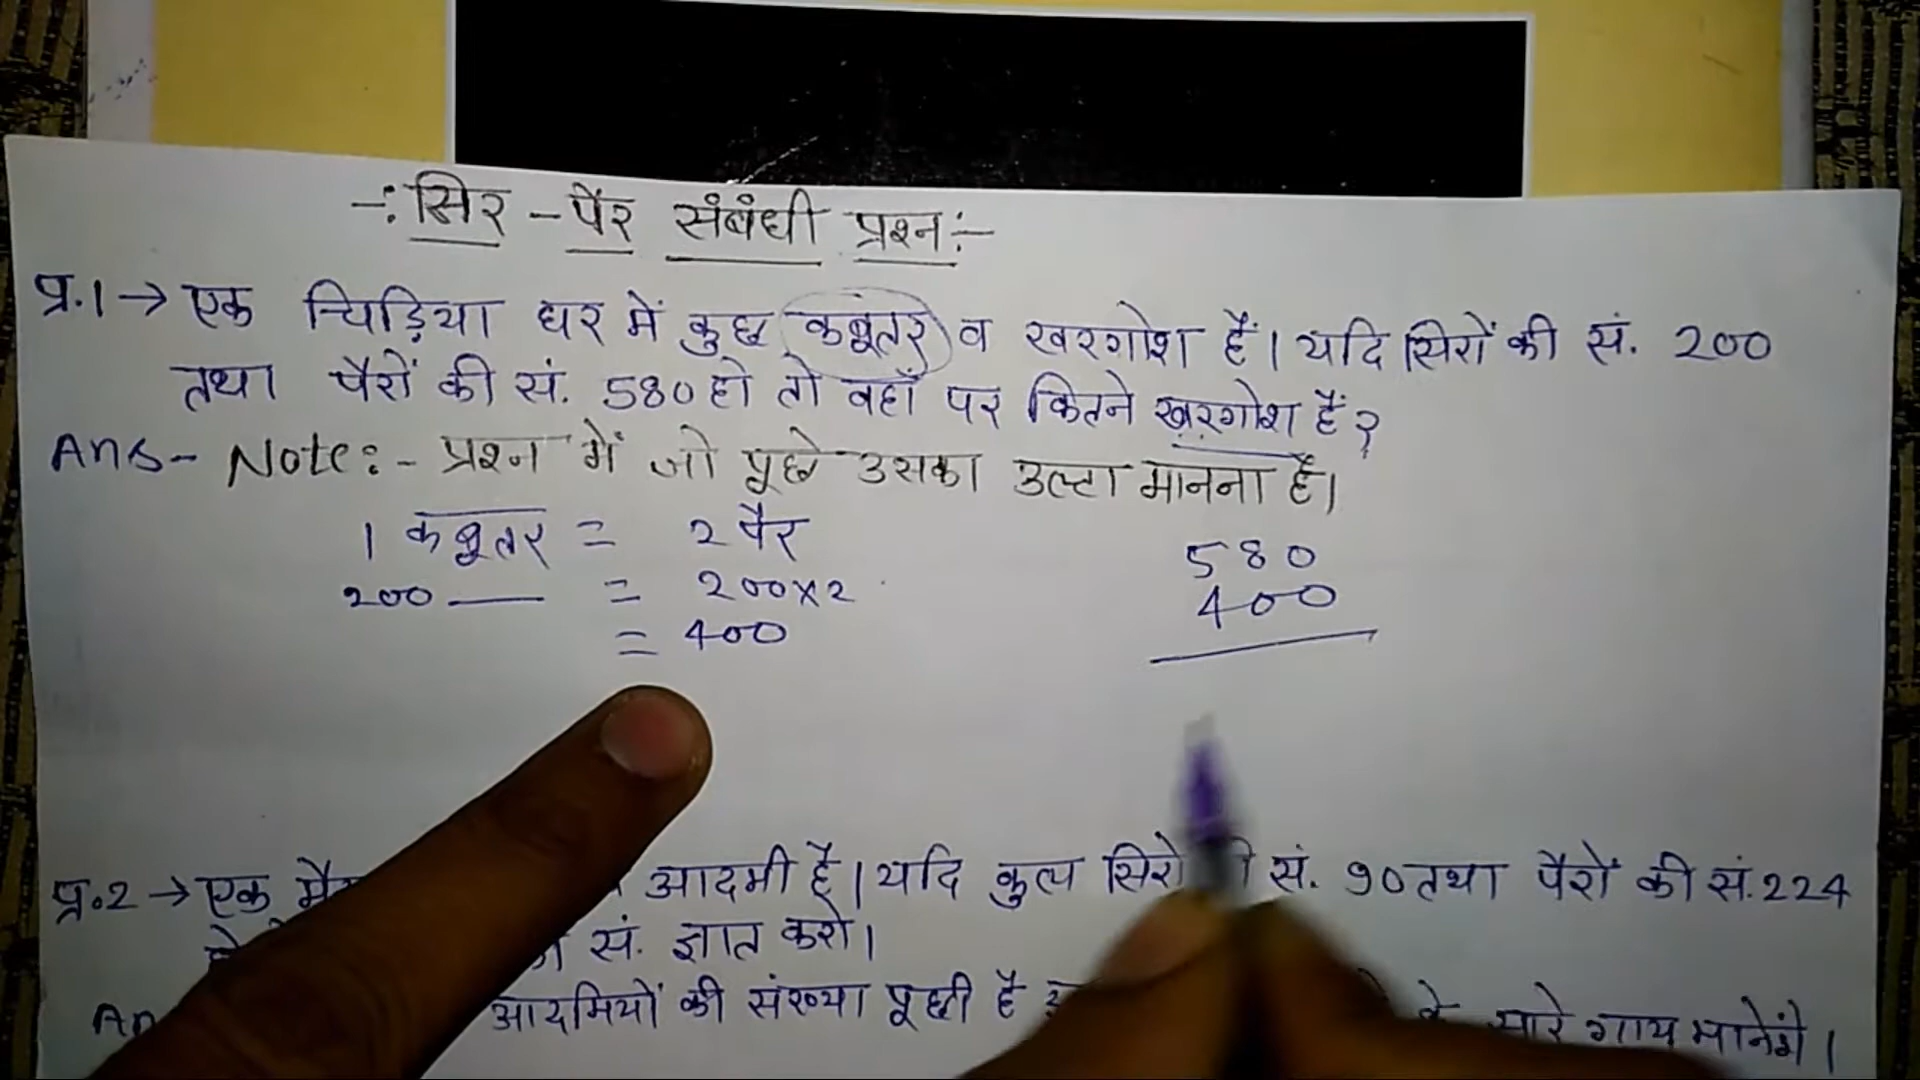 -: सिर - पैर संबंधी प्रश्न :-
प्र.1 → एक चिड़िया घर में कुछ कबूतर व खरगोश हैं। यदि सिरों की सं. 200
तथा पैरों की सं. 580 हो तो वहाँ पर कितने खरगोश हैं?
Ans - Note:- प्रश्न में जो पूछे उसका उल्टा मानना है।
1 कबूतर = 2 पैर
200 — = 200×2
= 400
580
400
प्र.2 → एक आदमी है। यदि कुल सिरों सं. 90 तथा पैरों की सं. 224
सं. ज्ञात करो।
आदमियों की संख्या पूछी है सारे गाय मानेंगे।